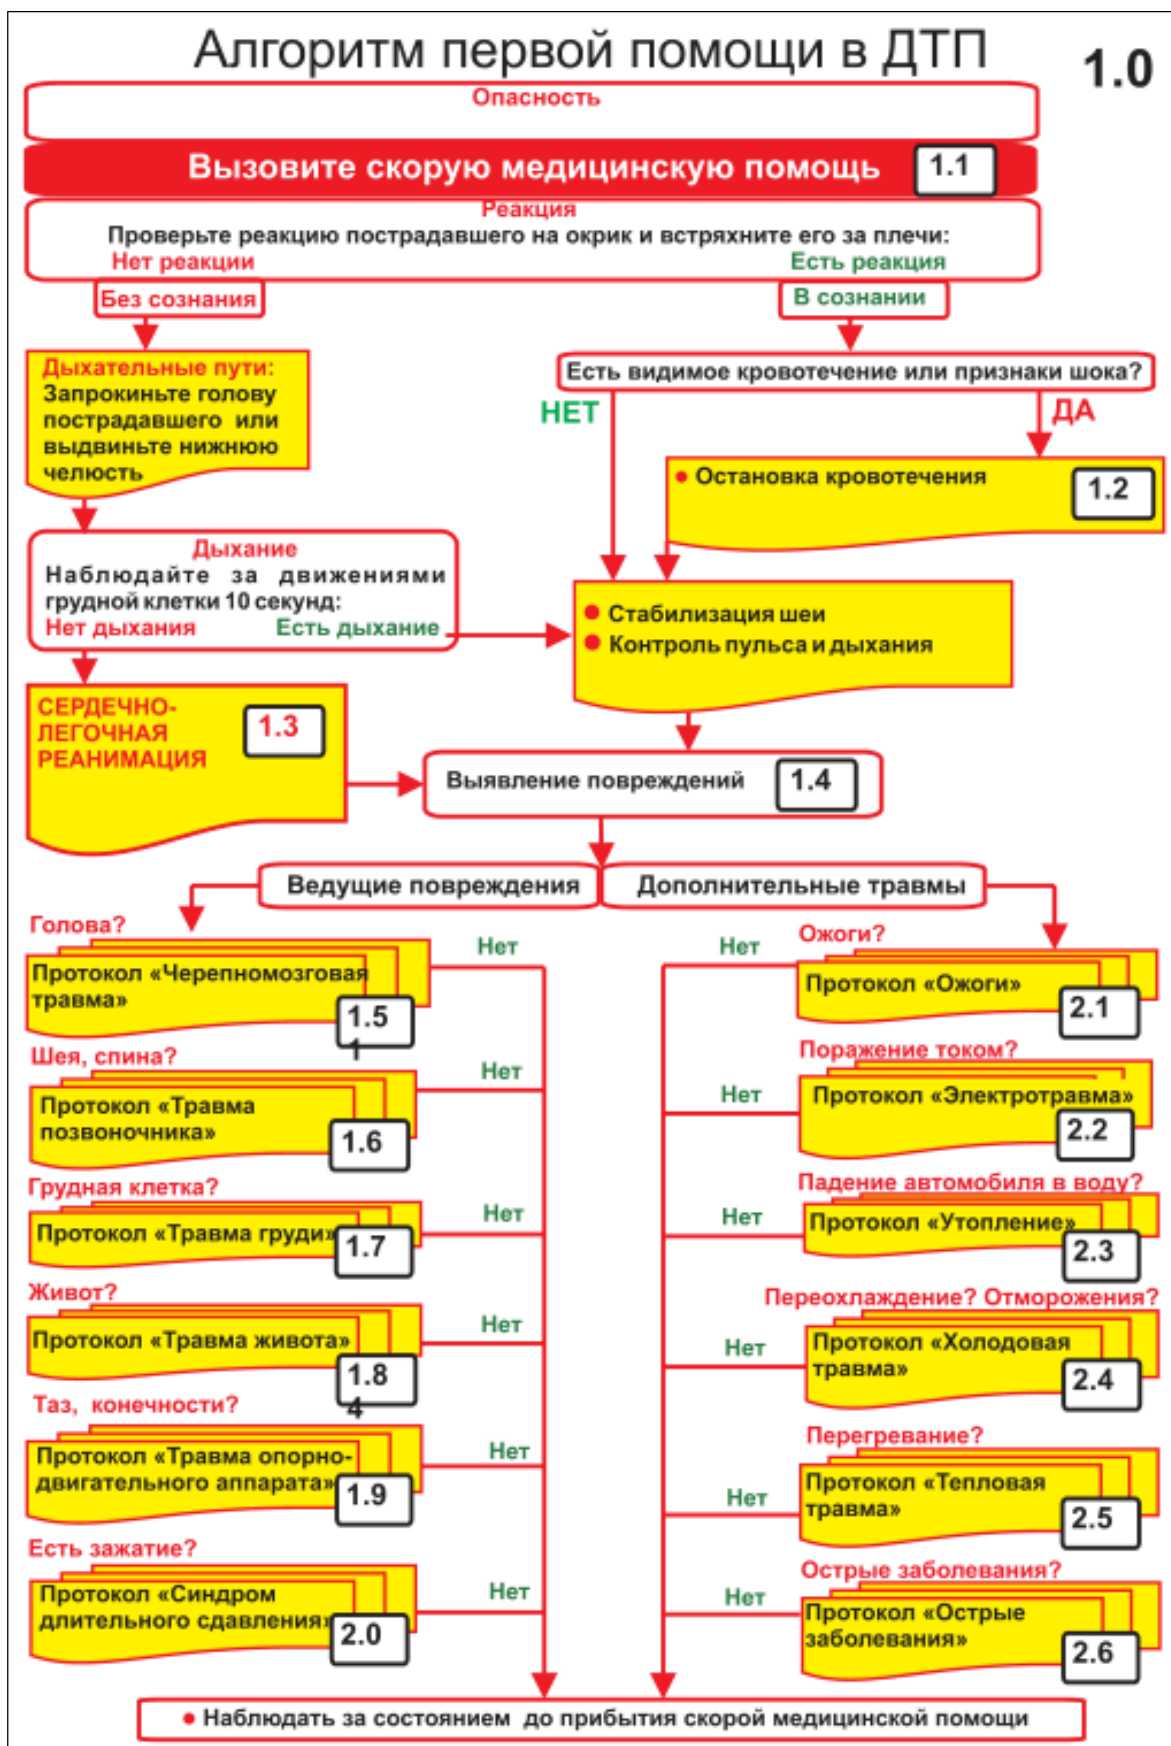 Алгоритм первой помощи в ДТП
1.0
Опасность
Вызовите скорую медицинскую помощь
1.1
Реакция
Проверьте реакцию пострадавшего на окрик и встряхните его за плечи:
Нет реакции
Есть реакция
Без сознания
В сознании
Дыхательные пути:
Запрокиньте голову
пострадавшего или
выдвиньте нижнюю
челюсть
Есть видимое кровотечение или признаки шока?
НЕТ
ДА
Остановка кровотечения
1.2
Дыхание
Наблюдайте за движениями
грудной клетки 10 секунд:
Нет дыхания
Есть дыхание
Стабилизация шеи
Контроль пульса и дыхания
СЕРДЕЧНО-
ЛЕГОЧНАЯ
РЕАНИМАЦИЯ
1.3
Выявление повреждений
1.4
Ведущие повреждения
Дополнительные травмы
Голова?
Нет
Протокол «Черепномозговая
травма»
1.5
1
Шея, спина?
Нет
Протокол «Травма
позвоночника»
1.6
Грудная клетка?
Нет
Протокол «Травма груди»
1.7
Живот?
Нет
Протокол «Травма живота»
1.8
4
Таз, конечности?
Нет
Протокол «Травма опорно-
двигательного аппарата»
1.9
Есть зажатие?
Нет
Протокол «Синдром
длительного сдавления»
2.0
Ожоги?
Нет
Протокол «Ожоги»
2.1
Поражение током?
Нет
Протокол «Электротравма»
2.2
Падение автомобиля в воду?
Нет
Протокол «Утопление»
2.3
Переохлаждение? Отморожения?
Нет
Протокол «Холодовая
травма»
2.4
Перегревание?
Нет
Протокол «Тепловая
травма»
2.5
Острые заболевания?
Нет
Протокол «Острые
заболевания»
2.6
Наблюдать за состоянием до прибытия скорой медицинской помощи